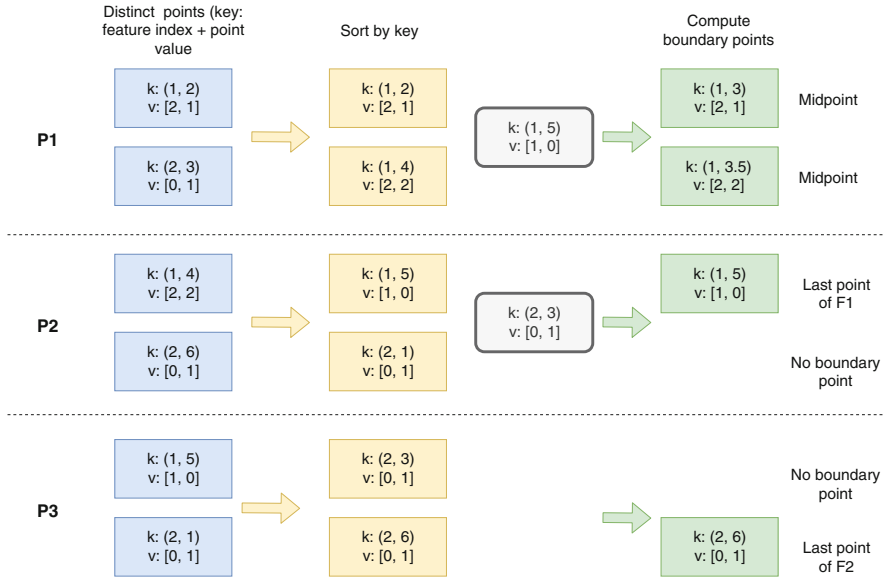 Distinct points (key:
feature index + point
value
Sort by key
Compute
boundary points
P1
k: (1, 2)
v: [2, 1]
k: (2, 3)
v: [0, 1]
k: (1, 2)
v: [2, 1]
k: (1, 4)
v: [2, 2]
k: (1, 5)
v: [1, 0]
k: (1, 3)
v: [2, 1]
k: (1, 3.5)
v: [2, 2]
Midpoint
Midpoint
P2
k: (1, 4)
v: [2, 2]
k: (2, 6)
v: [0, 1]
k: (1, 5)
v: [1, 0]
k: (2, 1)
v: [0, 1]
k: (2, 3)
v: [0, 1]
k: (1, 5)
v: [1, 0]
Last point
of F1
No boundary
point
P3
k: (1, 5)
v: [1, 0]
k: (2, 1)
v: [0, 1]
k: (2, 3)
v: [0, 1]
k: (2, 6)
v: [0, 1]
k: (2, 6)
v: [0, 1]
No boundary
point
Last point
of F2